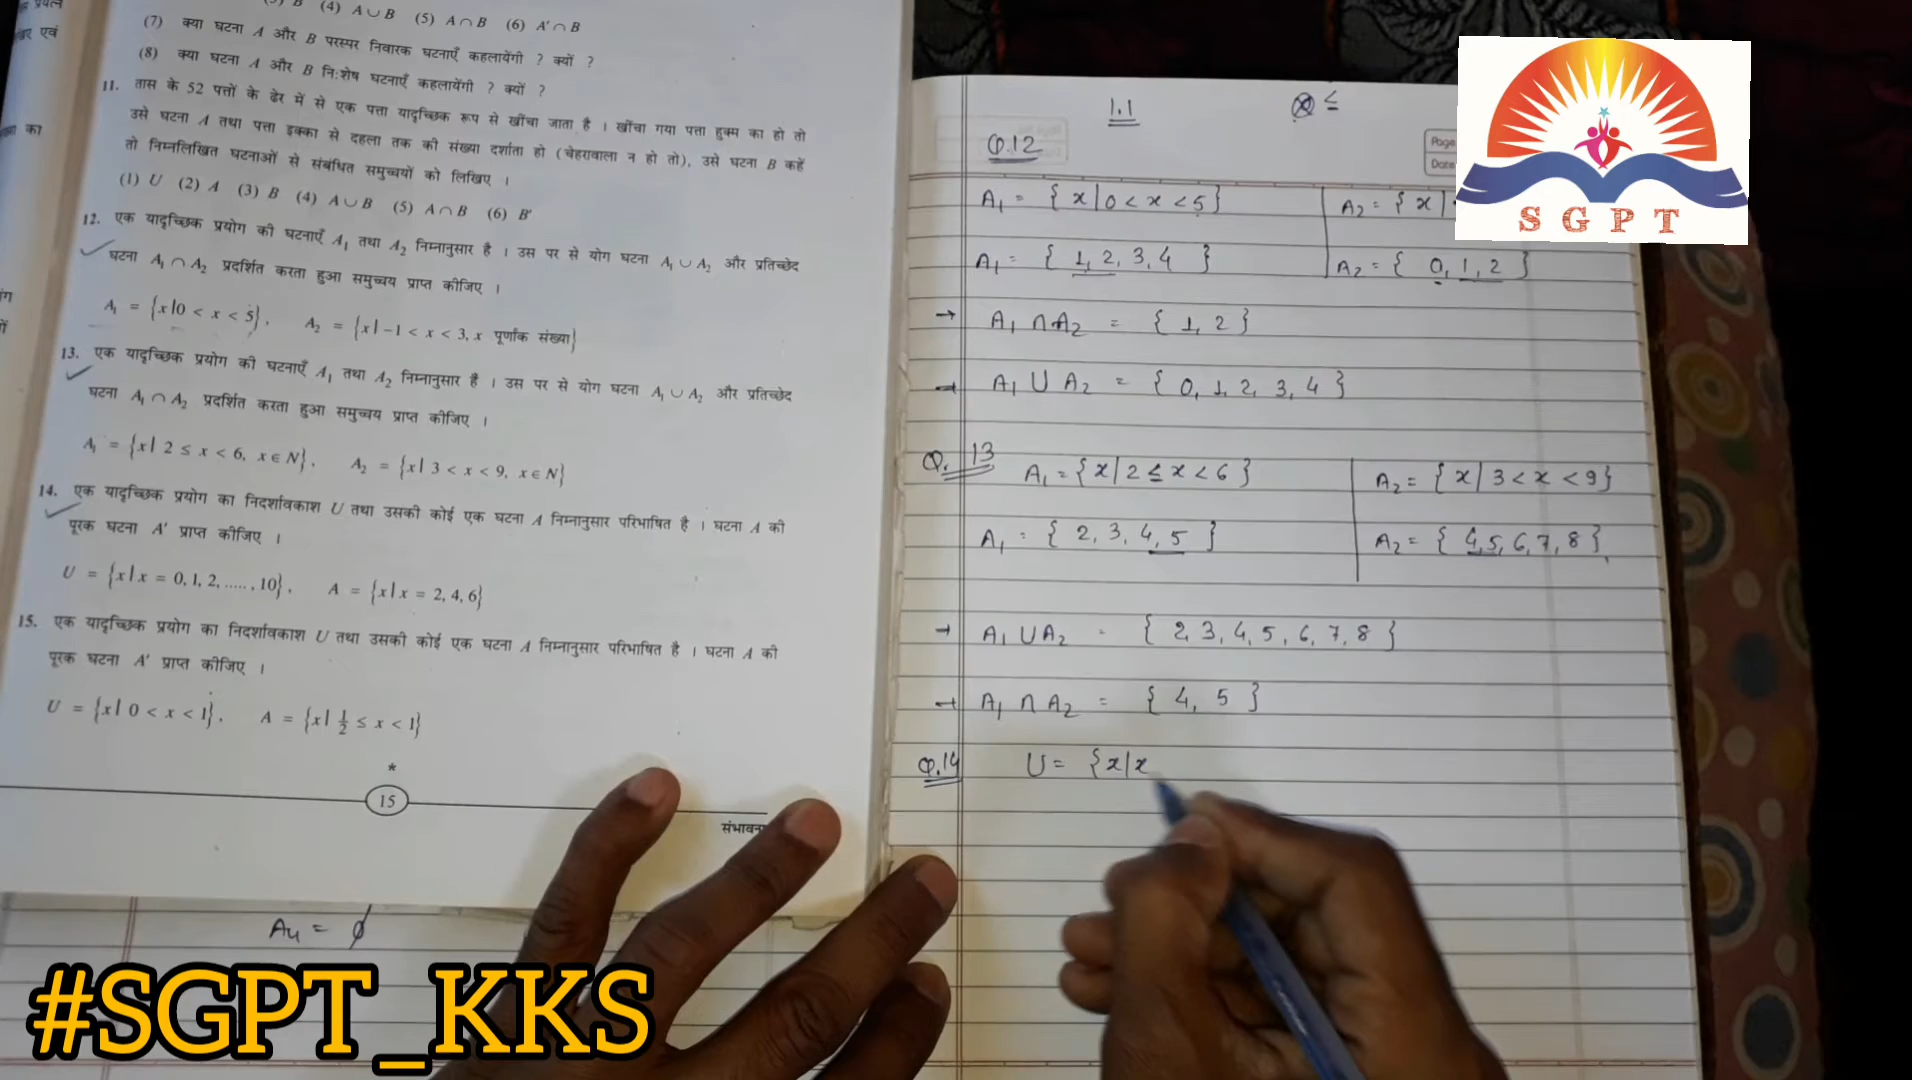 (4) A ∪ B (5) A ∩ B (6) A′ ∩ B
(7) क्या घटना A और B परस्पर निवारक घटनाएँ कहलायेंगी ? क्यों ?
(8) क्या घटना A और B निःशेष घटनाएँ कहलायेंगी ? क्यों ?
11. तास के 52 पत्तों के ढेर में से एक पत्ता यादृच्छिक रूप से खींचा जाता है । खींचा गया पत्ता हुक्म का हो तो
उसे घटना A तथा पत्ता इक्का से दहला तक की संख्या दर्शाता हो (चेहरावाला न हो तो), उसे घटना B कहें
तो निम्नलिखित घटनाओं से संबंधित समुच्चयों को लिखिए ।
(1) U (2) A (3) B (4) A ∪ B (5) A ∩ B (6) B′
12. एक यादृच्छिक प्रयोग की घटनाएँ A₁ तथा A₂ निम्नानुसार है । उस पर से योग घटना A₁ ∪ A₂ और प्रतिच्छेद
घटना A₁ ∩ A₂ प्रदर्शित करता हुआ समुच्चय प्राप्त कीजिए ।
A₁ = {x|0 < x < 5}, A₂ = {x|−1 < x < 3, x पूर्णांक संख्या}
13. एक यादृच्छिक प्रयोग की घटनाएँ A₁ तथा A₂ निम्नानुसार है । उस पर से योग घटना A₁ ∪ A₂ और प्रतिच्छेद
घटना A₁ ∩ A₂ प्रदर्शित करता हुआ समुच्चय प्राप्त कीजिए ।
A₁ = {x| 2 ≤ x < 6, x ∈ N}, A₂ = {x| 3 < x < 9, x ∈ N}
14. एक यादृच्छिक प्रयोग का निदर्शावकाश U तथा उसकी कोई एक घटना A निम्नानुसार परिभाषित है । घटना A की
पूरक घटना A′ प्राप्त कीजिए ।
U = {x|x = 0, 1, 2, ....., 10}, A = {x|x = 2, 4, 6}
15. एक यादृच्छिक प्रयोग का निदर्शावकाश U तथा उसकी कोई एक घटना A निम्नानुसार परिभाषित है । घटना A की
पूरक घटना A′ प्राप्त कीजिए ।
U = {x| 0 < x < 1}, A = {x| 1/2 ≤ x < 1}
*
15
A₄ = ϕ
#SGPT_KKS
1.1
≤
Page
Date
Q.12
A₁ = {x|0 < x < 5}
A₂ = {x|
A₁ = {1, 2, 3, 4}
A₂ = {0, 1, 2}
→ A₁ ∩ A₂ = {1, 2}
→ A₁ ∪ A₂ = {0, 1, 2, 3, 4}
Q. 13
A₁ = {x|2 ≤ x < 6}
A₂ = {x|3 < x < 9}
A₁ = {2, 3, 4, 5}
A₂ = {4, 5, 6, 7, 8}
→ A₁ ∪ A₂ = {2, 3, 4, 5, 6, 7, 8}
→ A₁ ∩ A₂ = {4, 5}
Q.14 U = {x|x
SGPT